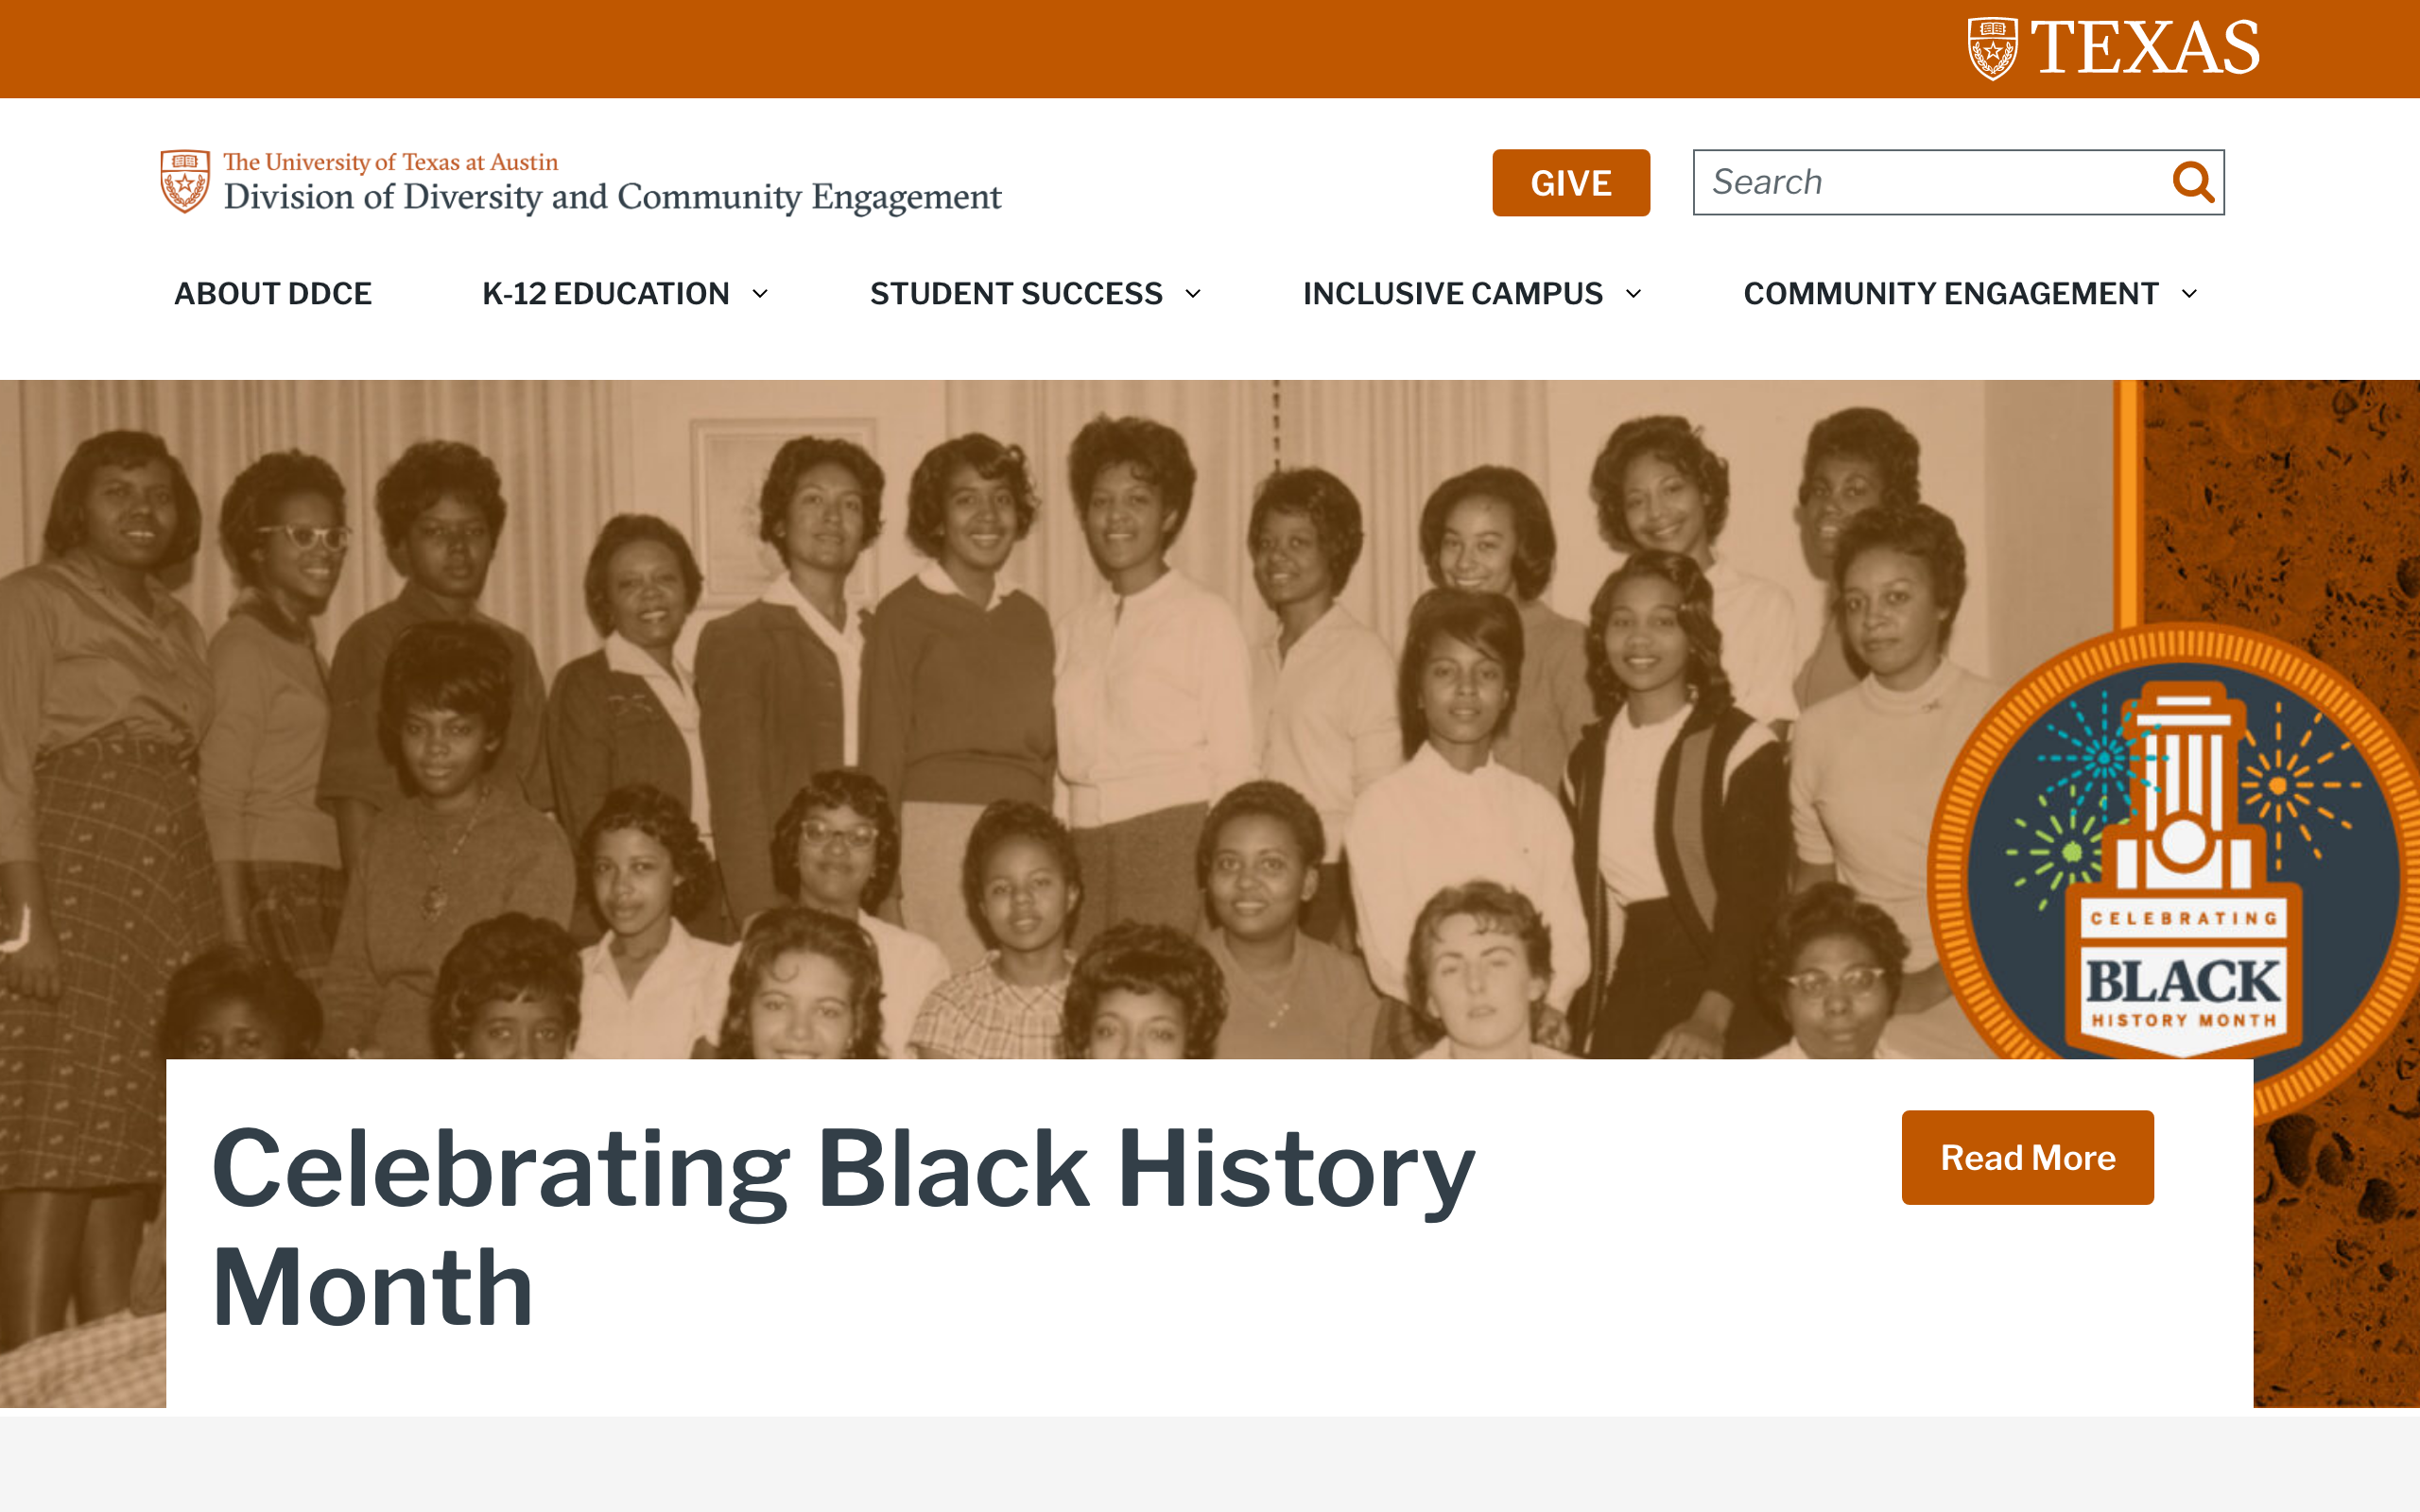 TEXAS
The University of Texas at Austin
Division of Diversity and Community Engagement
GIVE
Search
ABOUT DDCE
K-12 EDUCATION
STUDENT SUCCESS
INCLUSIVE CAMPUS
COMMUNITY ENGAGEMENT
CELEBRATING
BLACK
HISTORY MONTH
Celebrating Black History
Month
Read More